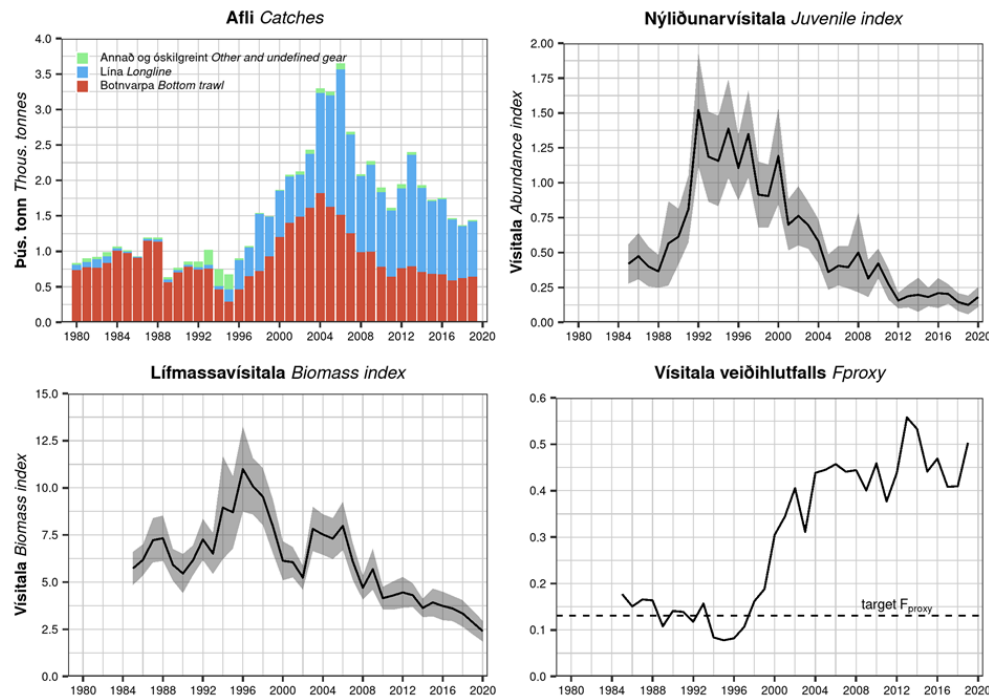 Afli Catches
Þús. tonn Thous. tonnes
4.0
3.5
3.0
2.5
2.0
1.5
1.0
0.5
0.0
Annað og óskilgreint Other and undefined gear
Lína Longline
Botnvarpa Bottom trawl
1980 1984 1988 1992 1996 2000 2004 2008 2012 2016 2020
Nýliðunarvísitala Juvenile index
Vísitala Abundance index
2.00
1.75
1.50
1.25
1.00
0.75
0.50
0.25
0.00
1980 1984 1988 1992 1996 2000 2004 2008 2012 2016 2020
Lífmassavísitala Biomass index
Vísitala Biomass index
15.0
12.5
10.0
7.5
5.0
2.5
1980 1984 1988 1992 1996 2000 2004 2008 2012 2016 2020
Vísitala veiðihlutfalls Fproxy
0.6
0.5
0.4
0.3
0.2
0.1
0.0
target Fproxy
1980 1984 1988 1992 1996 2000 2004 2008 2012 2016 2020